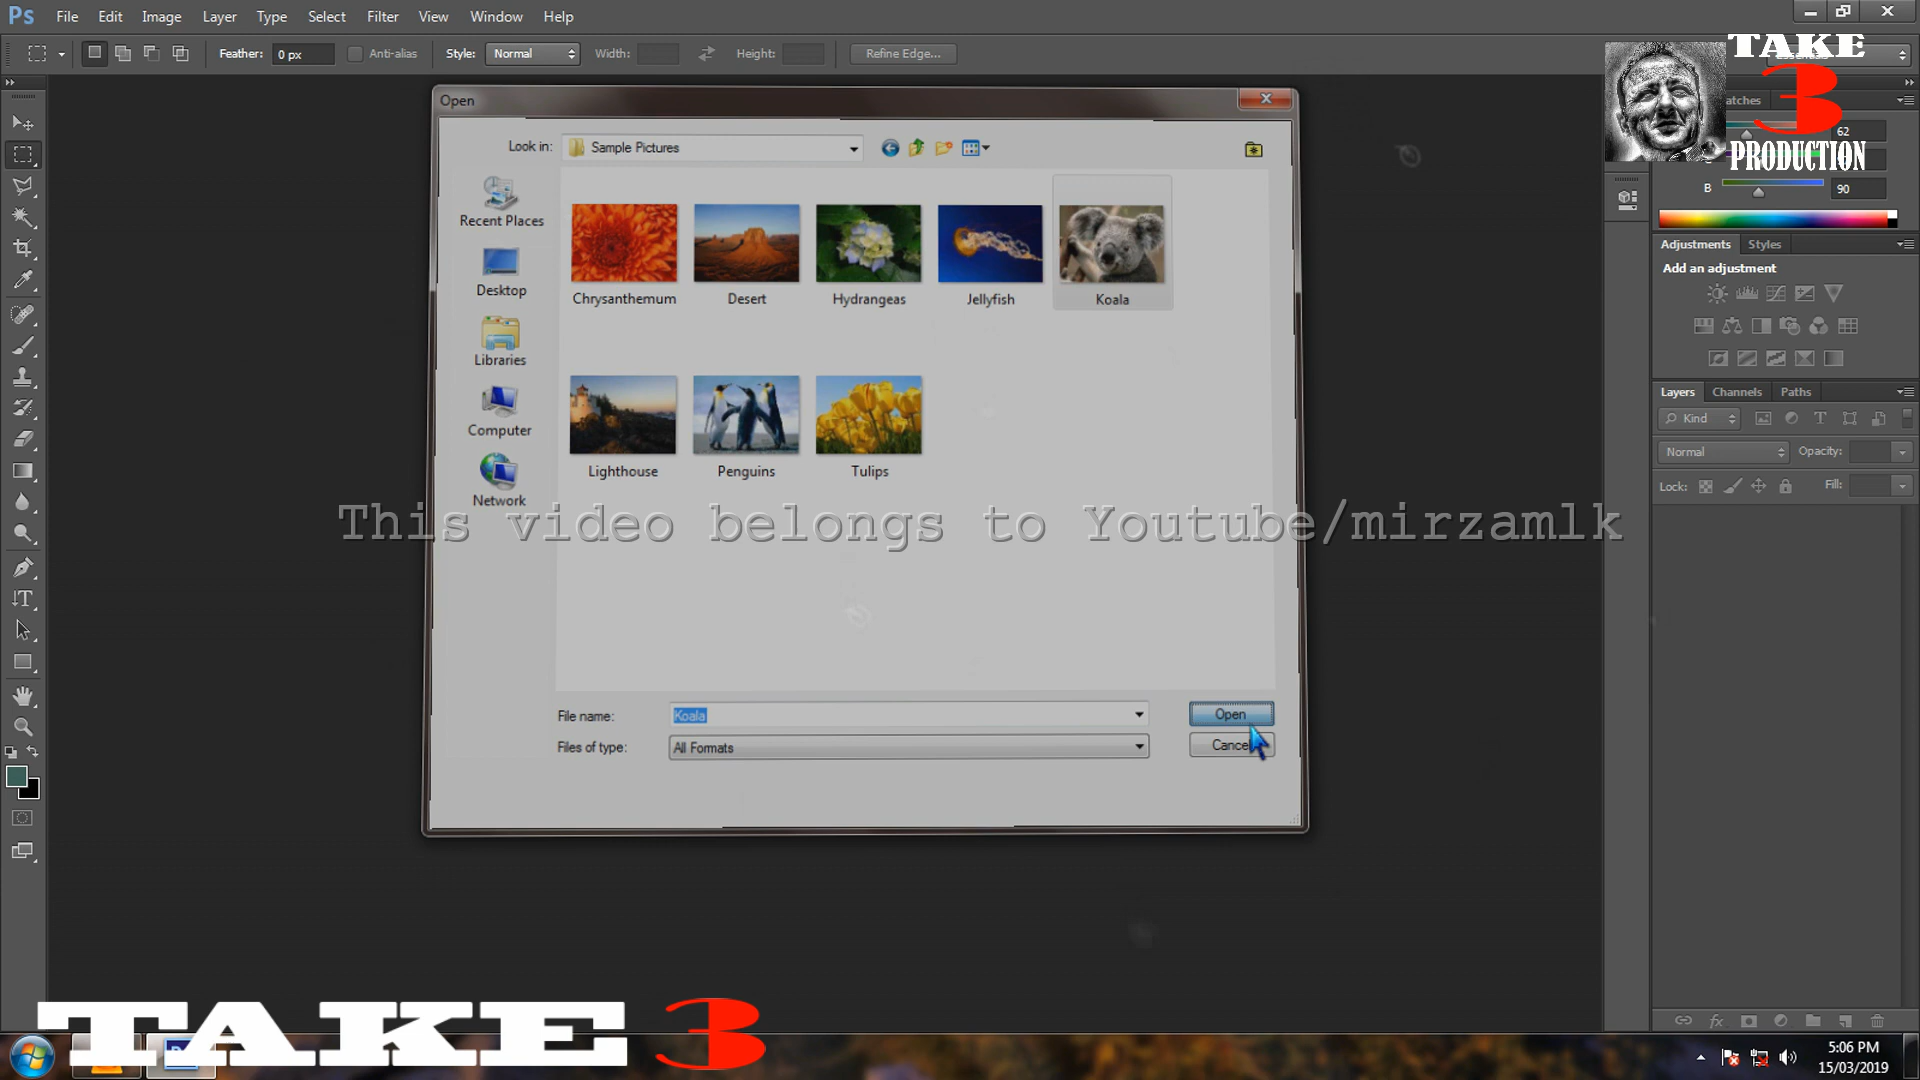 Ps File Edit Image Layer Type Select Filter View Window Help
Feather: 0 px Anti-alias Style: Normal Width: Height: Refine Edge...
TAKE
3
PRODUCTION
62
B 90
Adjustments Styles
Add an adjustment
Layers Channels Paths
Kind
Normal Opacity:
Lock: Fill:
Open
Look in: Sample Pictures
Recent Places
Desktop
Libraries
Computer
Network
Chrysanthemum Desert Hydrangeas Jellyfish Koala
Lighthouse Penguins Tulips
This video belongs to Youtube/mirzamlk
File name: Koala Open
Files of type: All Formats Cancel
TAKE 3
5:06 PM
15/03/2019